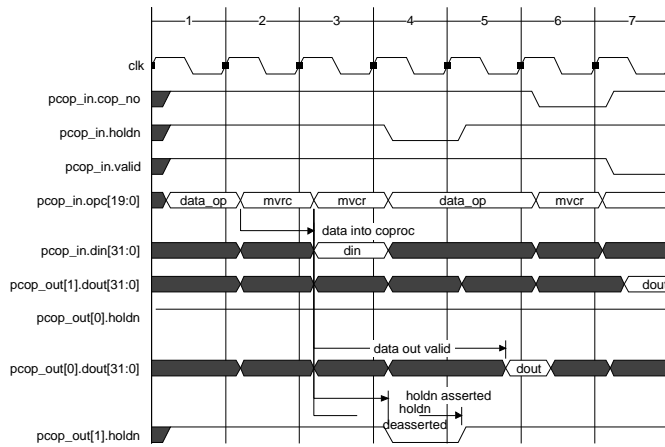 1 2 3 4 5 6 7
clk
pcop_in.cop_no
pcop_in.holdn
pcop_in.valid
pcop_in.opc[19:0] data_op mvrc mvcr data_op mvcr
data into coproc
pcop_in.din[31:0] din
pcop_out[1].dout[31:0] dout
pcop_out[0].holdn
data out valid
pcop_out[0].dout[31:0] dout
holdn asserted
holdn
deasserted
pcop_out[1].holdn